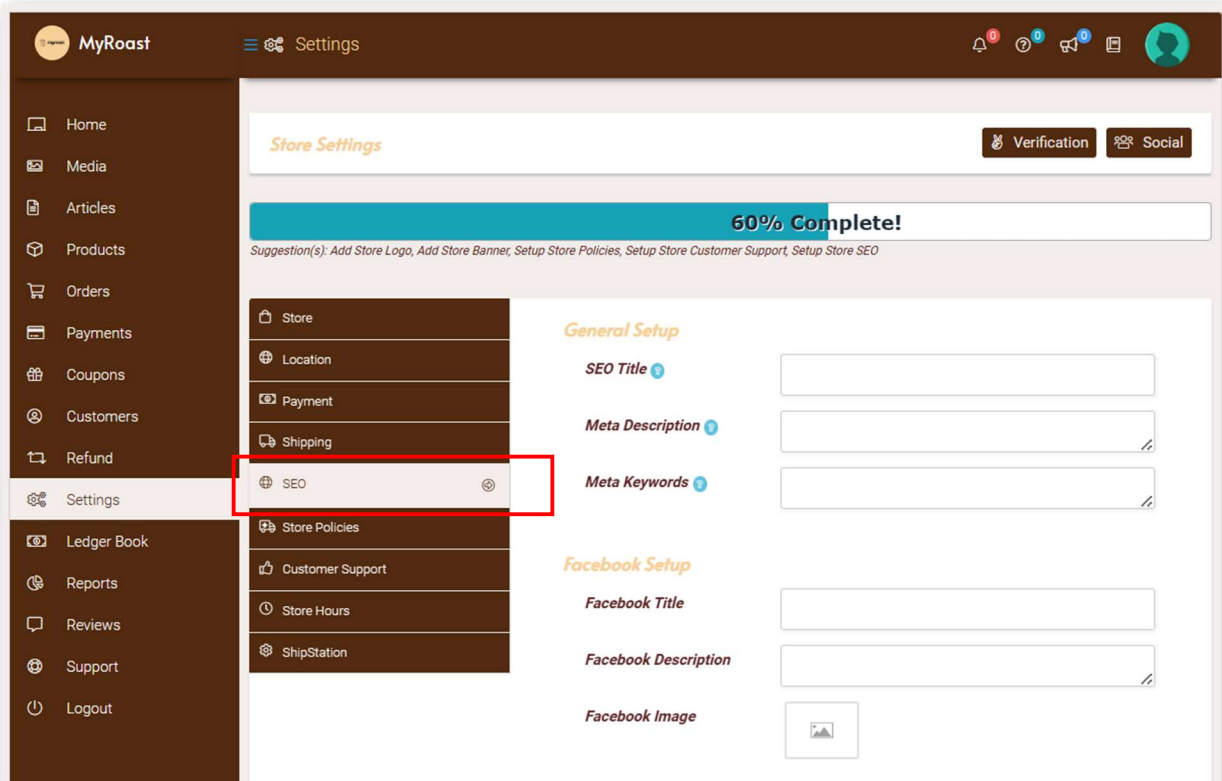 MyRoast
Settings
0
0
0
Home
Media
Articles
Products
Orders
Payments
Coupons
Customers
Refund
Settings
Ledger Book
Reports
Reviews
Support
Logout
Store Settings
Verification
Social
60% Complete!
Suggestion(s): Add Store Logo, Add Store Banner, Setup Store Policies, Setup Store Customer Support, Setup Store SEO
Store
Location
Payment
Shipping
SEO
Store Policies
Customer Support
Store Hours
ShipStation
General Setup
SEO Title
Meta Description
Meta Keywords
Facebook Setup
Facebook Title
Facebook Description
Facebook Image